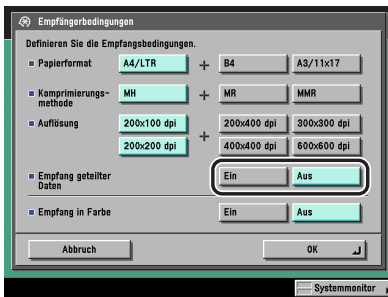 Empfängerbedingungen
Definieren Sie die Empfangsbedingungen.
Papierformat A4/LTR + B4 A3/11x17
Komprimierungs-
methode MH + MR MMR
Auflösung 200x100 dpi 200x400 dpi 300x300 dpi
+
200x200 dpi 400x400 dpi 600x600 dpi
Empfang geteilter
Daten Ein Aus
Empfang in Farbe Ein Aus
Abbruch OK
Systemmonitor